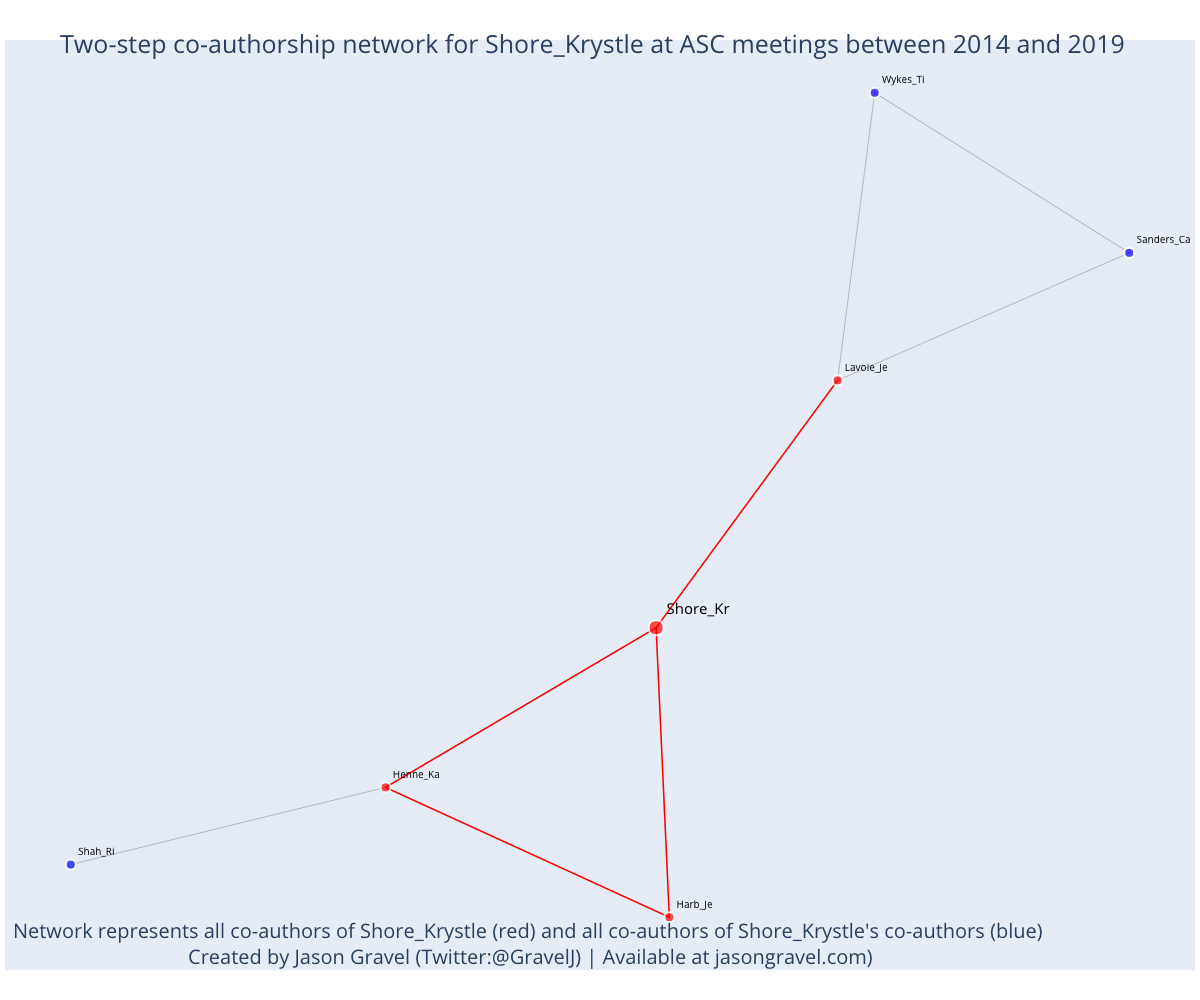 Two-step co-authorship network for Shore_Krystle at ASC meetings between 2014 and 2019
Wykes_Ti
Sanders_Ca
Lavoie_Je
Shore_Kr
Henne_Ka
Shah_Ri
Harb_Je
Network represents all co-authors of Shore_Krystle (red) and all co-authors of Shore_Krystle's co-authors (blue)
Created by Jason Gravel (Twitter:@GravelJ) | Available at jasongravel.com)